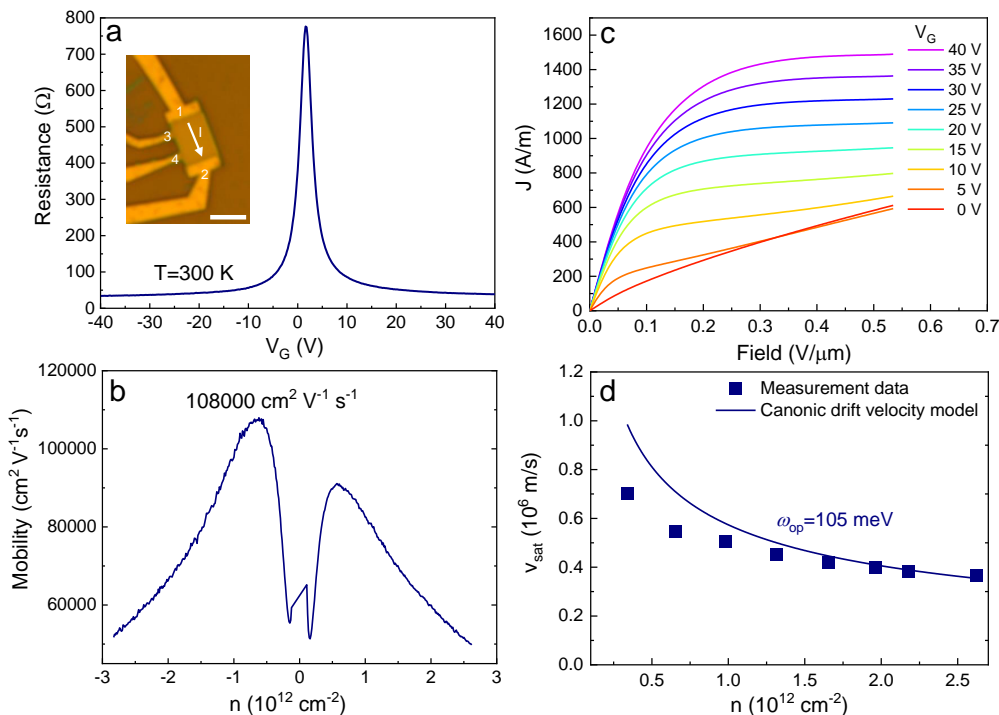 a
800
700
600
500
400
300
200
100
0
Resistance (Ω)
1
I
3
4
2
T=300 K
-40 -20 0 20 40
V_G (V)
c
1400
1200
1000
800
600
400
200
0
J (A/m)
V_G
40 V
35 V
30 V
25 V
20 V
15 V
10 V
5 V
0 V
0.0 0.1 0.2 0.3 0.4 0.5 0.6 0.7
Field (V/μm)
b
120000
100000
80000
60000
Mobility (cm² V⁻¹s⁻¹)
108000 cm² V⁻¹ s⁻¹
-3 -2 -1 0 1 2 3
n (10¹² cm⁻²)
d
1.2
1.0
0.8
0.6
0.4
0.2
0.0
v_sat (10⁶ m/s)
Measurement data
Canonic drift velocity model
ω_op=105 meV
0.5 1.0 1.5 2.0 2.5
n (10¹² cm⁻²)